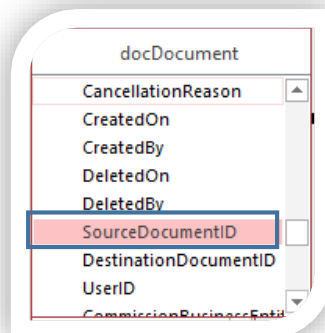 docDocument
CancellationReason
CreatedOn
CreatedBy
DeletedOn
DeletedBy
SourceDocumentID
DestinationDocumentID
UserID